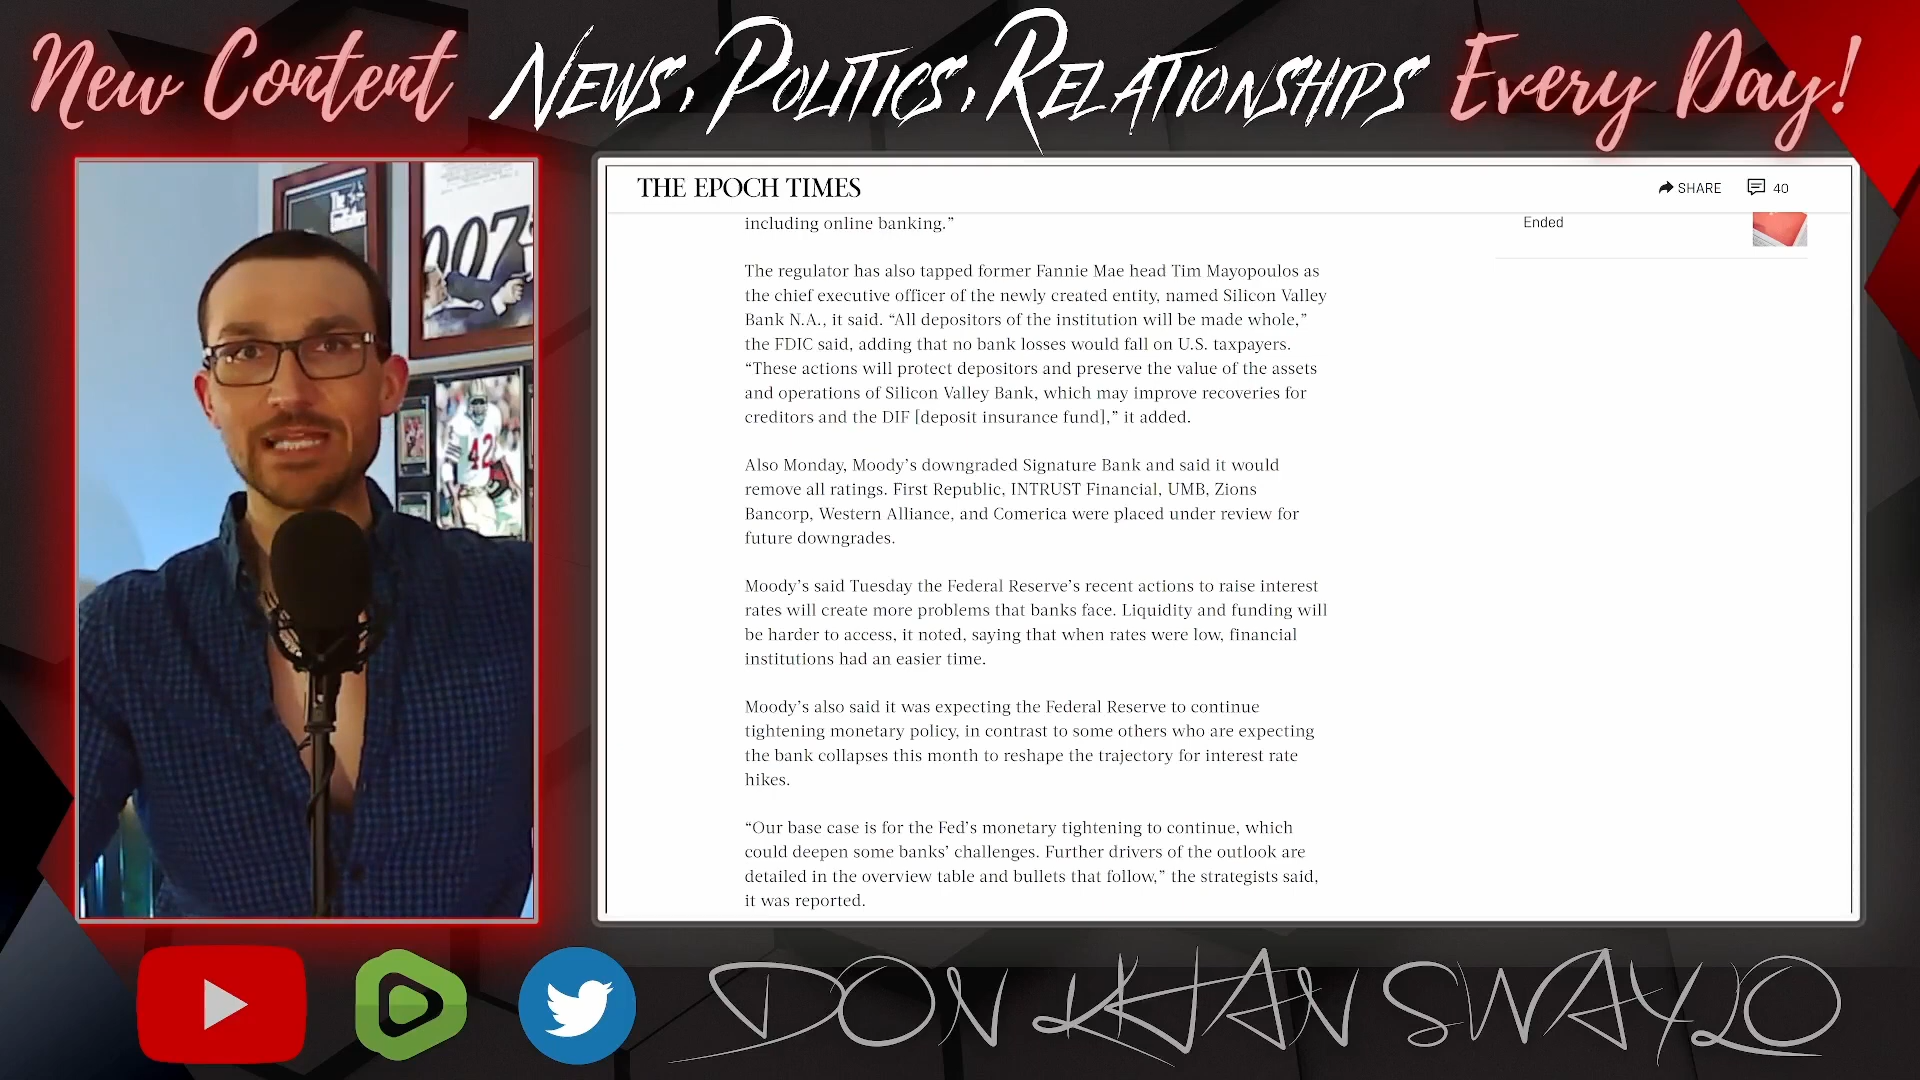 New Content News, Politics, Relationships Every Day!
007
42
THE EPOCH TIMES
SHARE 40
including online banking.”
Ended
The regulator has also tapped former Fannie Mae head Tim Mayopoulos as
the chief executive officer of the newly created entity, named Silicon Valley
Bank N.A., it said. “All depositors of the institution will be made whole,”
the FDIC said, adding that no bank losses would fall on U.S. taxpayers.
“These actions will protect depositors and preserve the value of the assets
and operations of Silicon Valley Bank, which may improve recoveries for
creditors and the DIF [deposit insurance fund],” it added.
Also Monday, Moody’s downgraded Signature Bank and said it would
remove all ratings. First Republic, INTRUST Financial, UMB, Zions
Bancorp, Western Alliance, and Comerica were placed under review for
future downgrades.
Moody’s said Tuesday the Federal Reserve’s recent actions to raise interest
rates will create more problems that banks face. Liquidity and funding will
be harder to access, it noted, saying that when rates were low, financial
institutions had an easier time.
Moody’s also said it was expecting the Federal Reserve to continue
tightening monetary policy, in contrast to some others who are expecting
the bank collapses this month to reshape the trajectory for interest rate
hikes.
“Our base case is for the Fed’s monetary tightening to continue, which
could deepen some banks’ challenges. Further drivers of the outlook are
detailed in the overview table and bullets that follow,” the strategists said,
it was reported.
DON KHAN SWAYLO